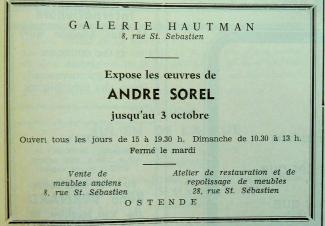 GALERIE HAUTMAN
8, rue St. Sebastien
Expose les œuvres de
ANDRE SOREL
jusqu'au 3 octobre
Ouvert tous les jours de 15 à 19.30 h. Dimanche de 10.30 à 13 h.
Fermé le mardi
Vente de
meubles anciens
8, rue St. Sébastien
Atelier de restauration et de
repolissage de meubles
28, rue St. Sébastien
OSTENDE